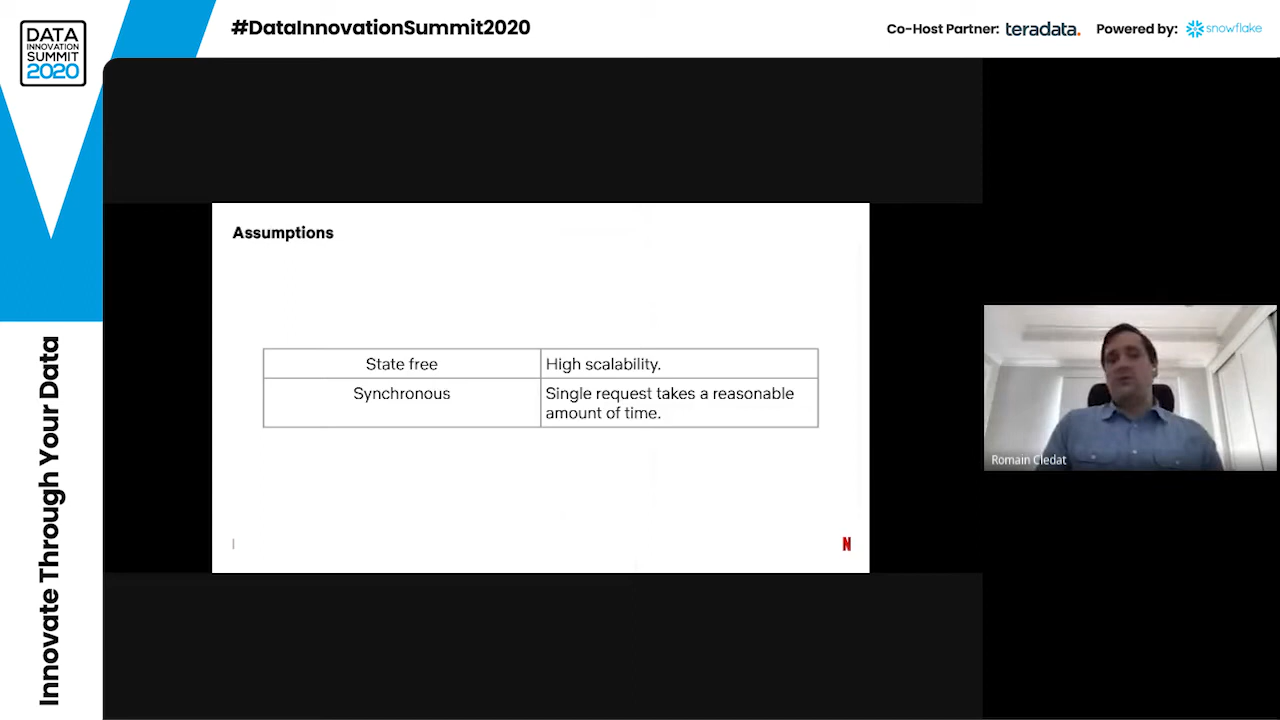 DATA
INNOVATION
SUMMIT
2020
#DataInnovationSummit2020
Co-Host Partner: teradata. Powered by: snowflake
Innovate Through Your Data
Assumptions
State free High scalability.
Synchronous Single request takes a reasonable
amount of time.
N
Romain Cledat